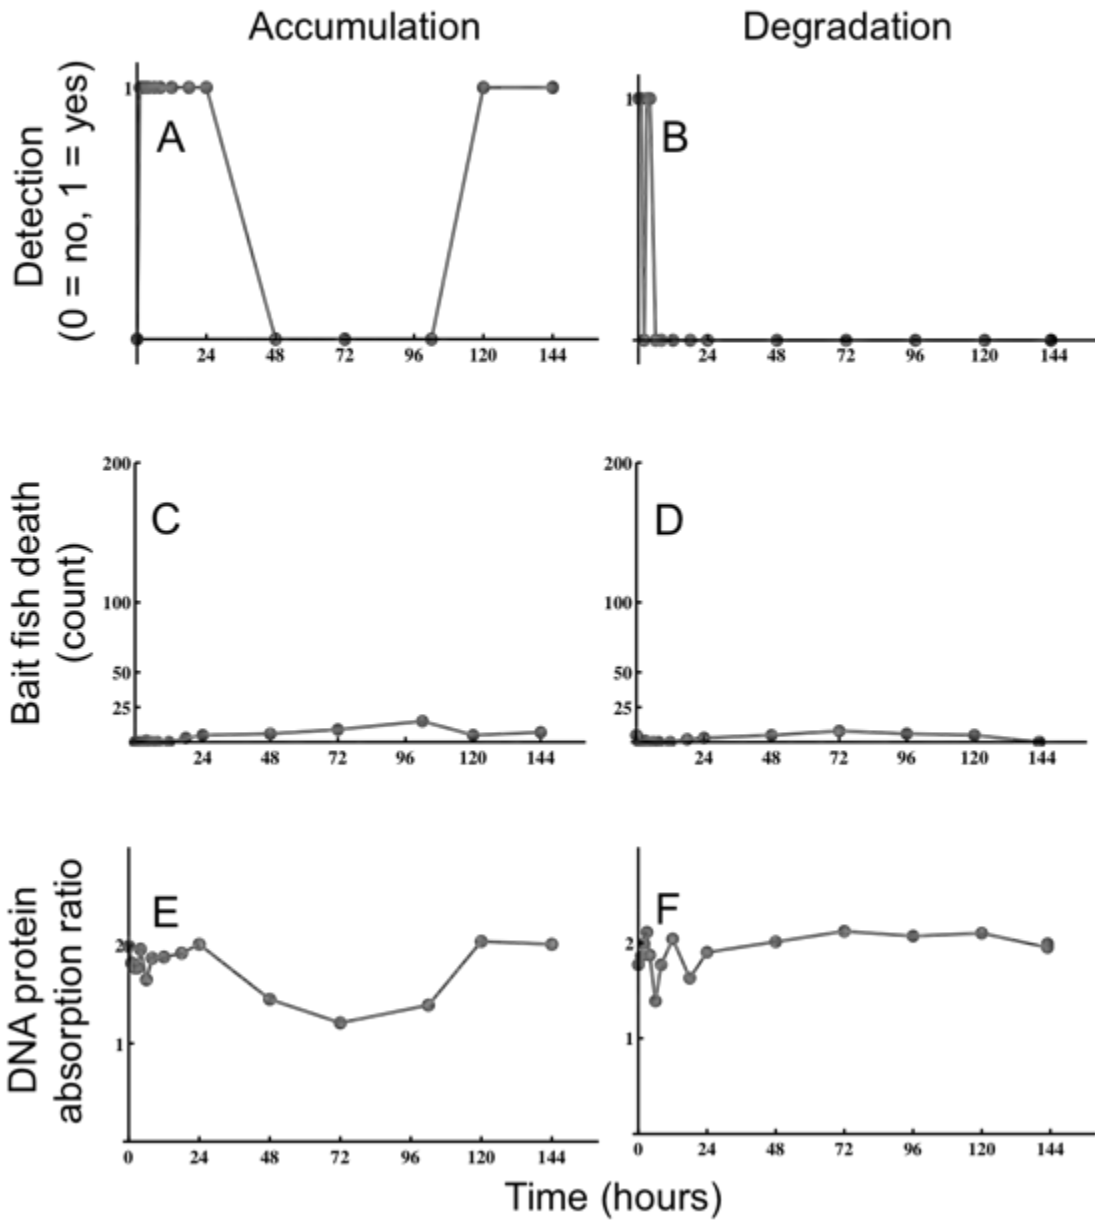 Accumulation
Degradation
Detection
(0 = no, 1 = yes)
1
A
24 48 72 96 120 144
1
B
24 48 72 96 120 144
Bait fish death
(count)
200
100
50
25
C
24 48 72 96 120 144
200
100
50
25
D
24 48 72 96 120 144
DNA protein
absorption ratio
2
1
E
0 24 48 72 96 120 144
2
1
F
24 48 72 96 120 144
Time (hours)